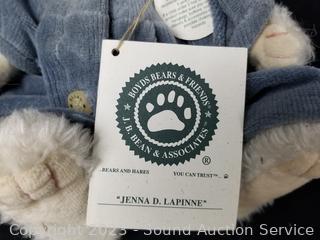 BOYDS BEARS & FRIENDS
J. B. BEAN & ASSOCIATES
®
..BEARS AND HARES YOU CAN TRUST™..
"JENNA D. LAPINNE"
Copyright 2023 - Sound Auction Service